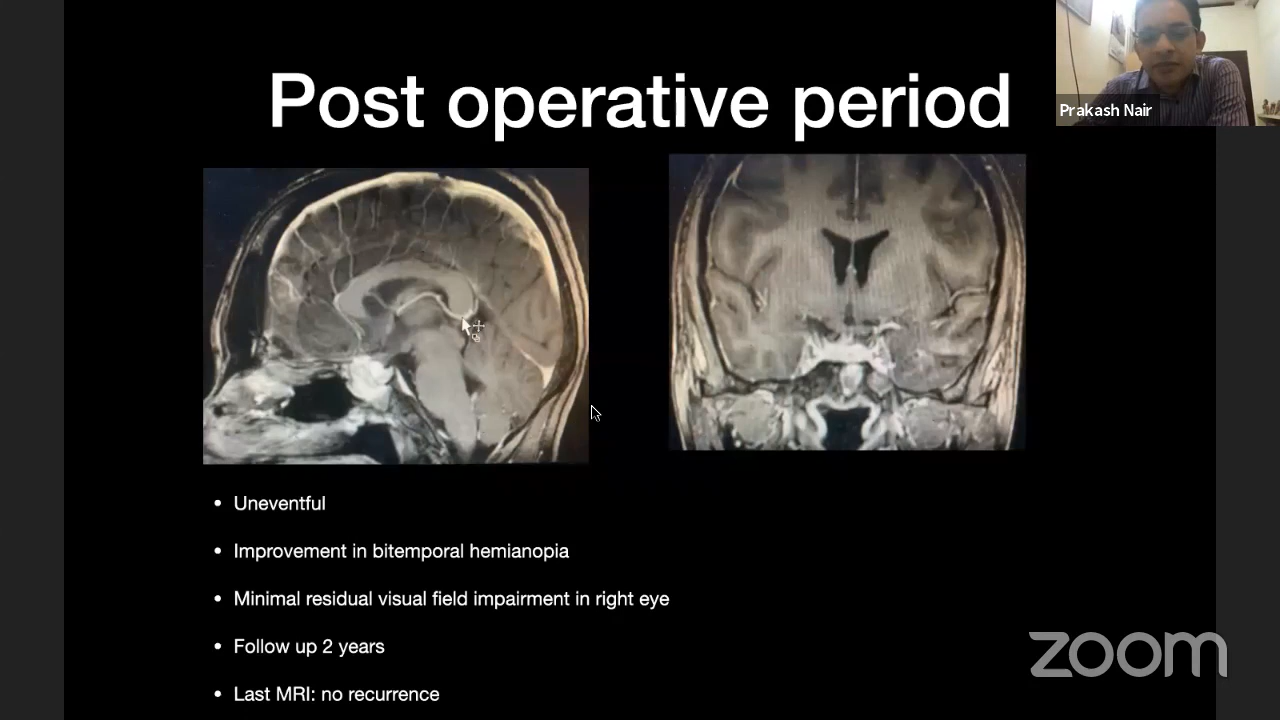 Post operative period
Prakash Nair
• Uneventful
• Improvement in bitemporal hemianopia
• Minimal residual visual field impairment in right eye
• Follow up 2 years
• Last MRI: no recurrence
zoom